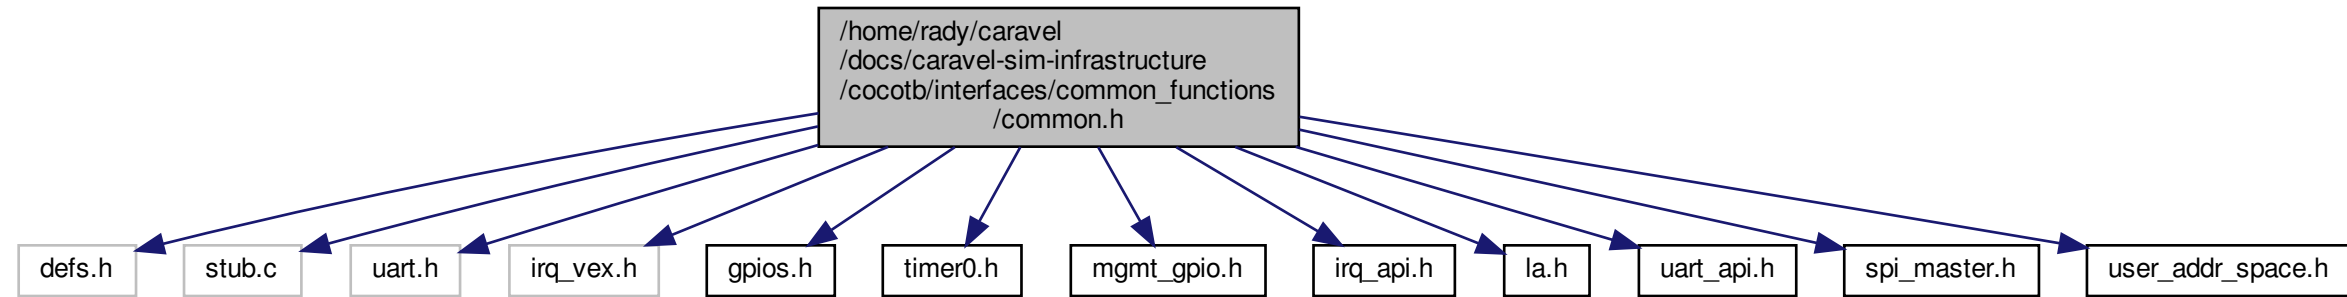 /home/rady/caravel
/docs/caravel-sim-infrastructure
/cocotb/interfaces/common_functions
/common.h
defs.h
stub.c
uart.h
irq_vex.h
gpios.h
timer0.h
mgmt_gpio.h
irq_api.h
la.h
uart_api.h
spi_master.h
user_addr_space.h